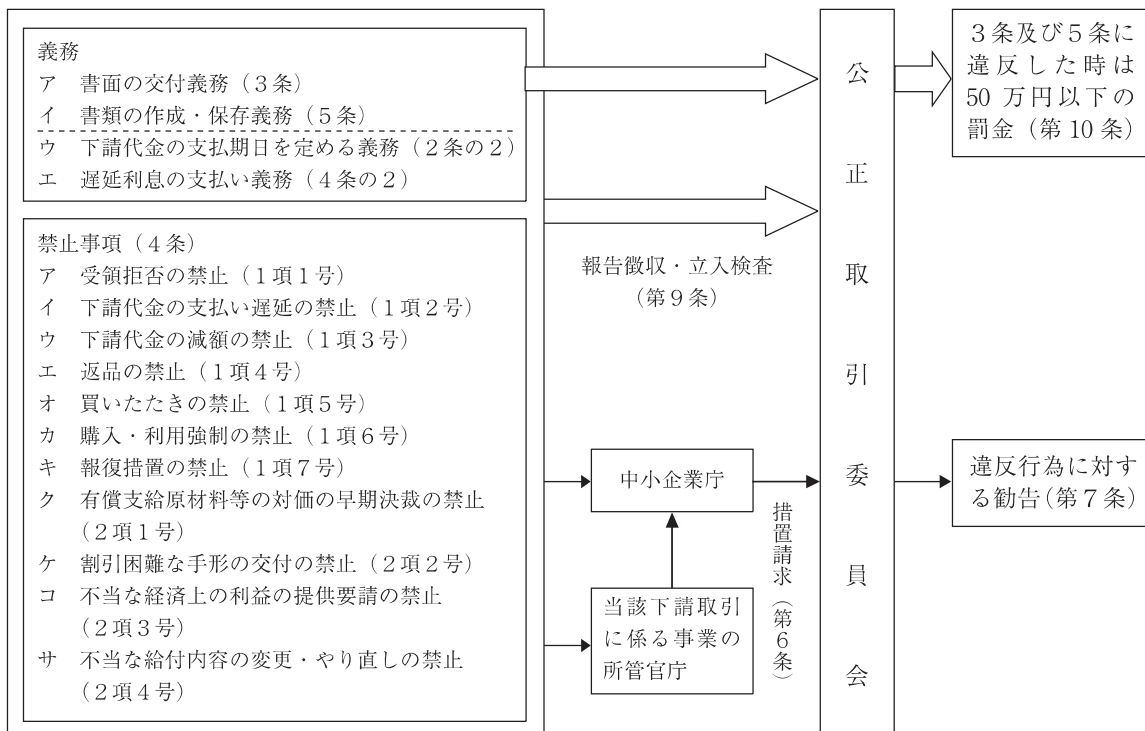 義務
ア　書面の交付義務（３条）
イ　書類の作成・保存義務（５条）
ウ　下請代金の支払期日を定める義務（２条の２）
エ　遅延利息の支払い義務（４条の２）
禁止事項（４条）
ア　受領拒否の禁止（１項１号）
イ　下請代金の支払い遅延の禁止（１項２号）
ウ　下請代金の減額の禁止（１項３号）
エ　返品の禁止（１項４号）
オ　買いたたきの禁止（１項５号）
カ　購入・利用強制の禁止（１項６号）
キ　報復措置の禁止（１項７号）
ク　有償支給原材料等の対価の早期決裁の禁止
（２項１号）
ケ　割引困難な手形の交付の禁止（２項２号）
コ　不当な経済上の利益の提供要請の禁止
（２項３号）
サ　不当な給付内容の変更・やり直しの禁止
（２項４号）
報告徴収・立入検査
（第９条）
中小企業庁
当該下請取引
に係る事業の
所管官庁
措置請求（第６条）
公正取引委員会
３条及び５条に
違反した時は
50 万円以下の
罰金（第 10 条）
違反行為に対す
る勧告（第７条）